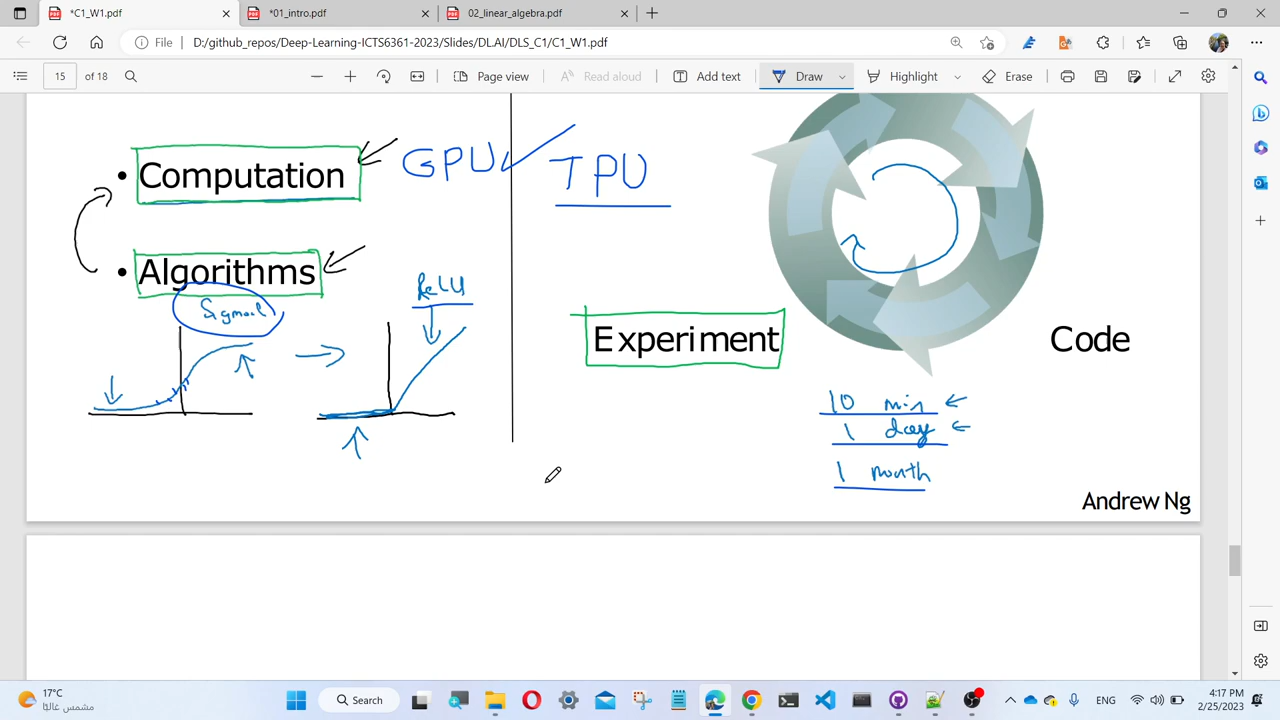 *C1_W1.pdf
*01_intro.pdf
02_linear_algebra.pdf
File
D:/github_repos/Deep-Learning-ICTS6361-2023/Slides/DL.AI/DLS_C1/C1_W1.pdf
15 of 18
Page view
Read aloud
Add text
Draw
Highlight
Erase
• Computation
GPU
TPU
• Algorithms
Sigmoid
ReLU
Experiment
Code
10 min
1 day
1 month
Andrew Ng
17°C
مشمس غالبًا
Search
ENG
4:17 PM
2/25/2023